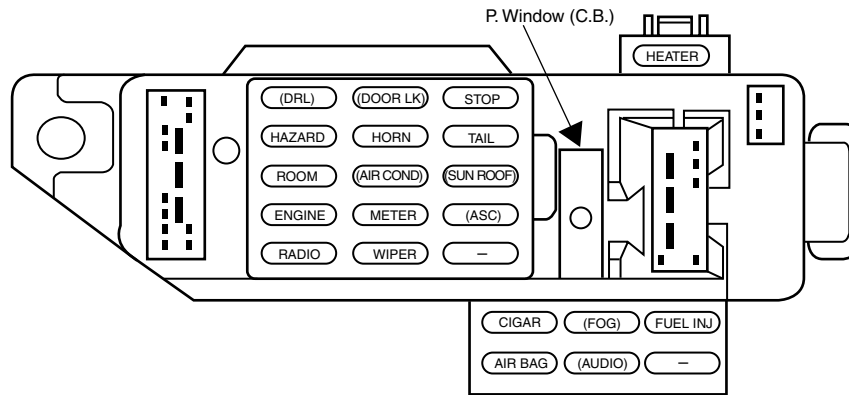 P. Window (C.B.)
HEATER
(DRL) (DOOR LK) STOP
HAZARD HORN TAIL
ROOM (AIR COND) (SUN ROOF)
ENGINE METER (ASC)
RADIO WIPER –
CIGAR (FOG) FUEL INJ
AIR BAG (AUDIO) –